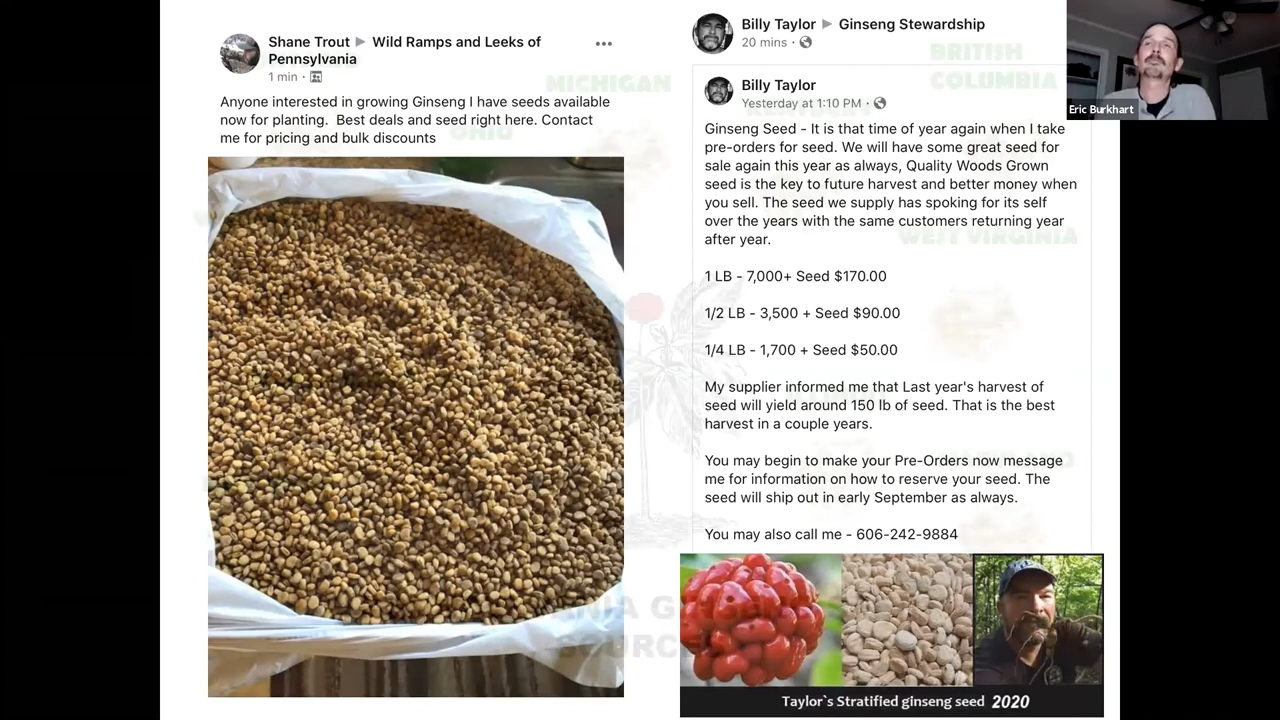 Shane Trout ▶ Wild Ramps and Leeks of
Pennsylvania
1 min ·
Anyone interested in growing Ginseng I have seeds available
now for planting.  Best deals and seed right here. Contact
me for pricing and bulk discounts
Billy Taylor ▶ Ginseng Stewardship
20 mins ·
Billy Taylor
Yesterday at 1:10 PM ·
Ginseng Seed - It is that time of year again when I take
pre-orders for seed. We will have some great seed for
sale again this year as always, Quality Woods Grown
seed is the key to future harvest and better money when
you sell. The seed we supply has spoking for its self
over the years with the same customers returning year
after year.
1 LB - 7,000+ Seed $170.00
1/2 LB - 3,500 + Seed $90.00
1/4 LB - 1,700 + Seed $50.00
My supplier informed me that Last year's harvest of
seed will yield around 150 lb of seed. That is the best
harvest in a couple years.
You may begin to make your Pre-Orders now message
me for information on how to reserve your seed. The
seed will ship out in early September as always.
You may also call me - 606-242-9884
Taylor`s Stratified ginseng seed 2020
Eric Burkhart
MICHIGAN
OHIO
BRITISH
COLUMBIA
WEST VIRGINIA